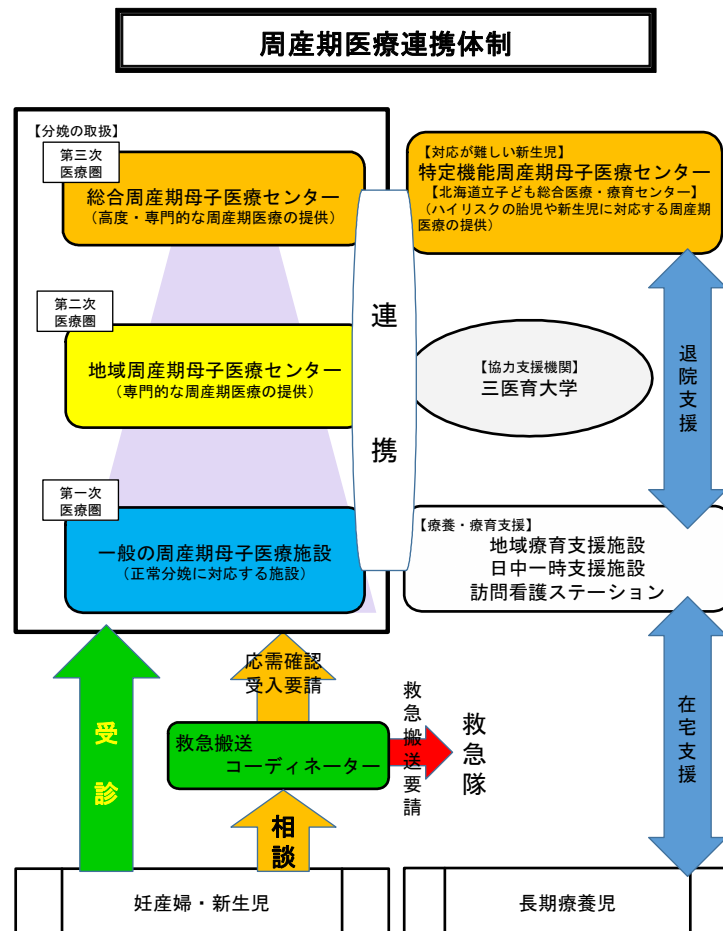 周産期医療連携体制
【分娩の取扱】
第三次
医療圏
総合周産期母子医療センター
（高度・専門的な周産期医療の提供）
【対応が難しい新生児】
特定機能周産期母子医療センター
【北海道立子ども総合医療・療育センター】
（ハイリスクの胎児や新生児に対応する周産期
医療の提供）
第二次
医療圏
地域周産期母子医療センター
（専門的な周産期医療の提供）
連携
【協力支援機関】
三医育大学
退院支援
第一次
医療圏
一般の周産期母子医療施設
（正常分娩に対応する施設）
【療養・療育支援】
地域療育支援施設
日中一時支援施設
訪問看護ステーション
応需確認
受入要請
受診
救急搬送
コーディネーター
救急搬送要請
救急隊
在宅支援
相談
妊産婦・新生児
長期療養児